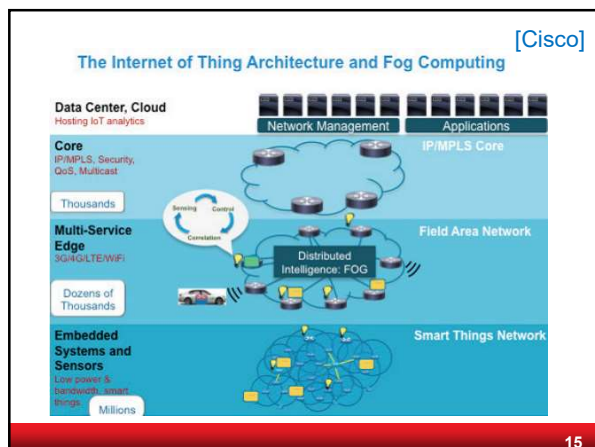 [Cisco]
The Internet of Thing Architecture and Fog Computing
Data Center, Cloud
Hosting IoT analytics
Network Management
Applications
Core
IP/MPLS, Security,
QoS, Multicast
IP/MPLS Core
Thousands
Sensing
Control
Correlation
Multi-Service
Edge
3G/4G/LTE/WiFi
Field Area Network
Distributed
Intelligence: FOG
Dozens of
Thousands
Embedded
Systems and
Sensors
Low power &
bandwidth, smart
things,
Smart Things Network
Millions
15